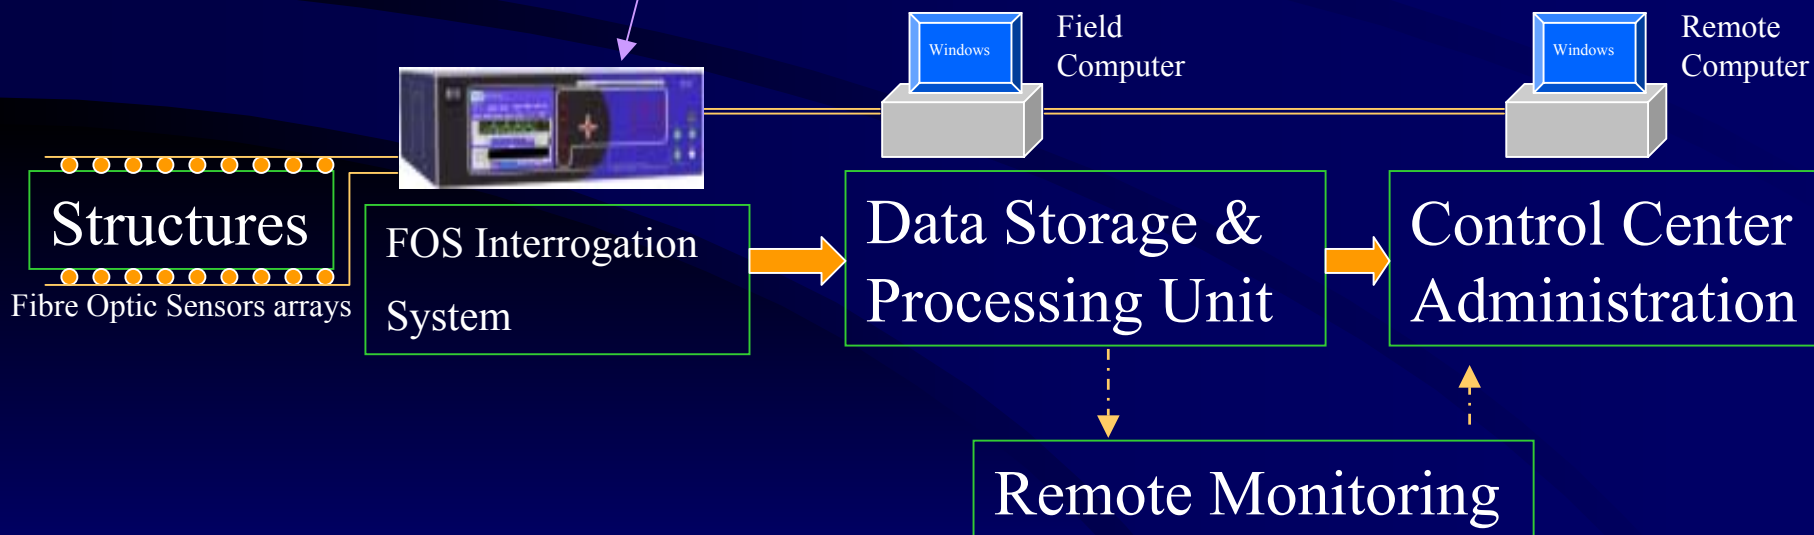 Windows
Field
Computer
Windows
Remote
Computer
Structures
Fibre Optic Sensors arrays
FOS Interrogation
System
Data Storage &
Processing Unit
Control Center
Administration
Remote Monitoring